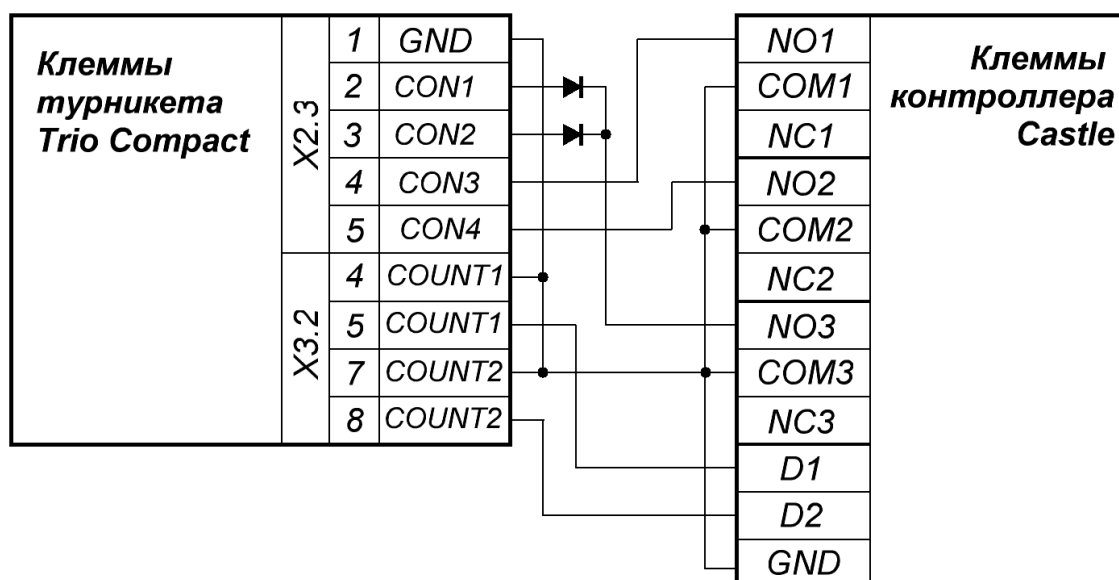 Клеммы
турникета
Trio Compact
X2.3
1 GND
2 CON1
3 CON2
4 CON3
5 CON4
X3.2
4 COUNT1
5 COUNT1
7 COUNT2
8 COUNT2
NO1
COM1
NC1
NO2
COM2
NC2
NO3
COM3
NC3
D1
D2
GND
Клеммы
контроллера
Castle